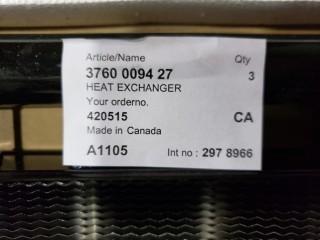 Article/Name Qty
3760 0094 27 3
HEAT EXCHANGER
Your orderno.
420515 CA
Made in Canada
A1105 Int no : 297 8966